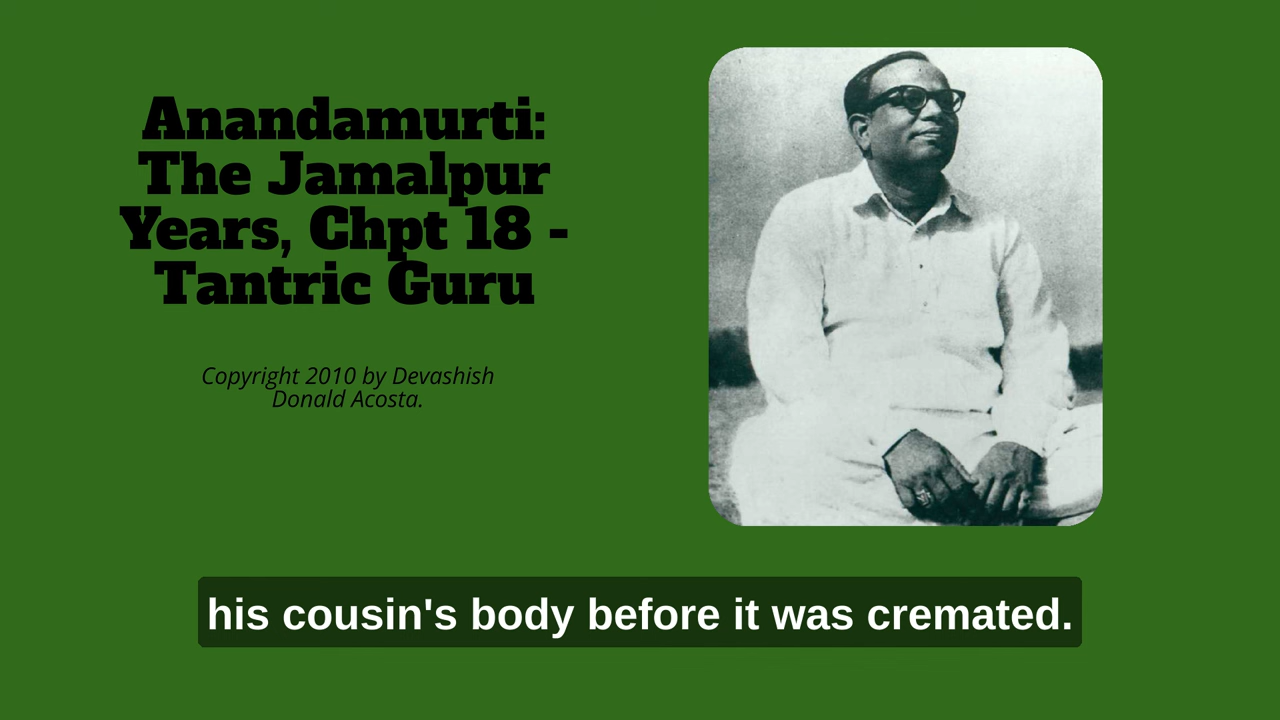 Anandamurti:
The Jamalpur
Years, Chpt 18 -
Tantric Guru
Copyright 2010 by Devashish
Donald Acosta.
his cousin's body before it was cremated.